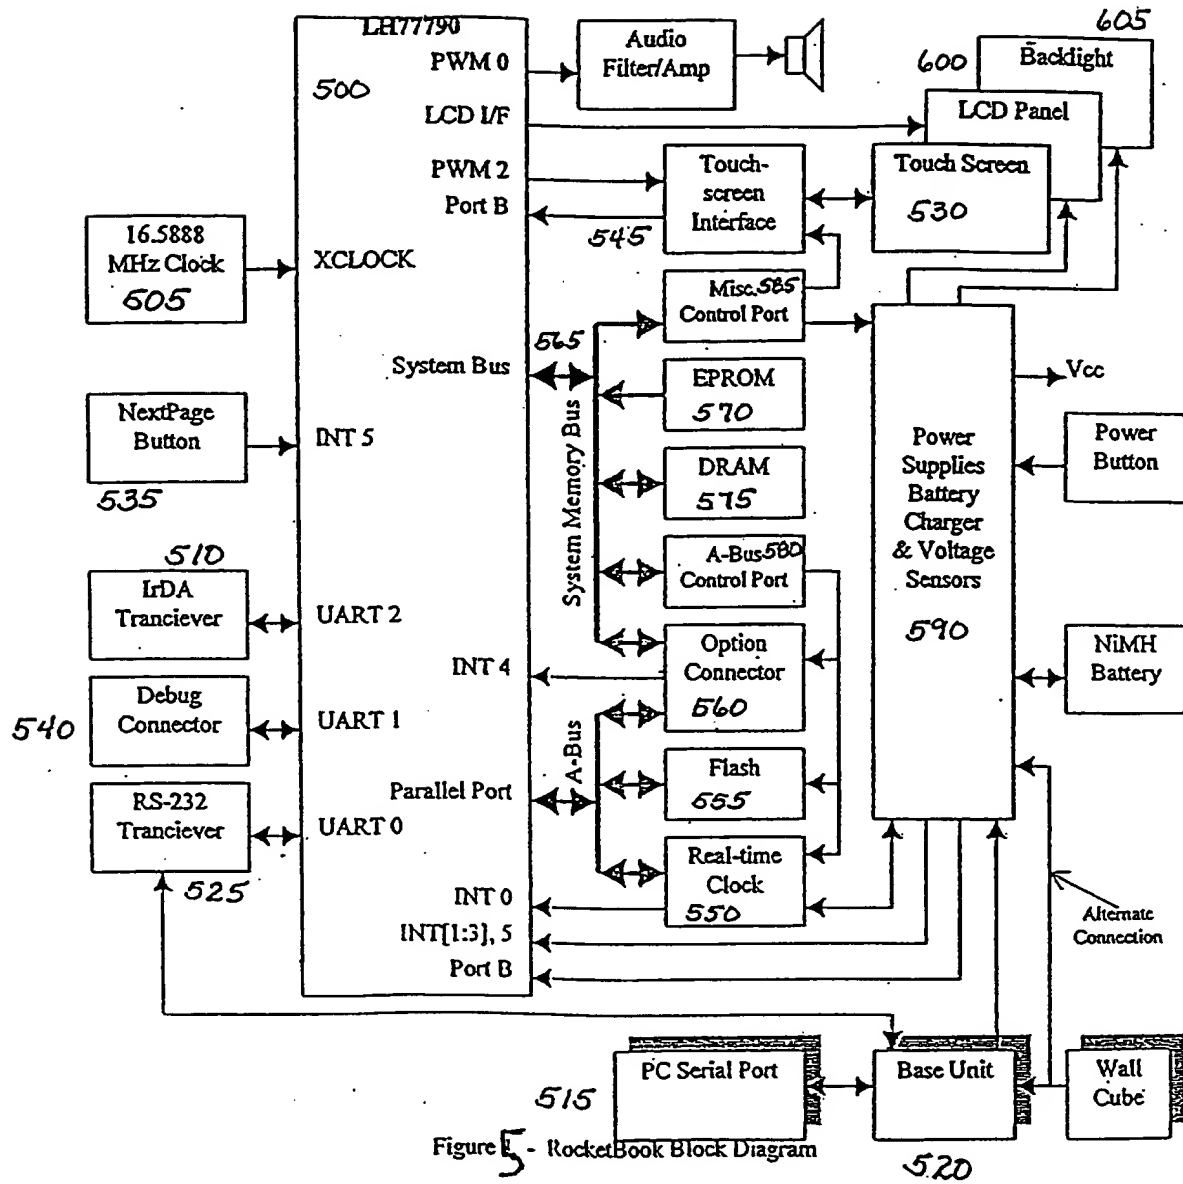 LH77790
500
PWM 0
LCD I/F
PWM 2
Port B
XCLOCK
System Bus
INT 5
UART 2
INT 4
UART 1
Parallel Port
UART 0
INT 0
INT[1:3], 5
Port B
Audio
Filter/Amp
605
Backlight
600
LCD Panel
Touch Screen
530
Touch-
screen
Interface
545
16.5888
MHz Clock
505
Misc. 585
Control Port
565
EPROM
570
DRAM
575
System Memory Bus
A-Bus 580
Control Port
Option
Connector
560
A-Bus
Flash
555
Real-time
Clock
550
NextPage
Button
535
510
IrDA
Tranciever
Debug
Connector
540
RS-232
Tranciever
525
Vcc
Power
Supplies
Battery
Charger
& Voltage
Sensors
590
Power
Button
NiMH
Battery
Alternate
Connection
PC Serial Port
515
Base Unit
520
Wall
Cube
Figure 5 - RocketBook Block Diagram